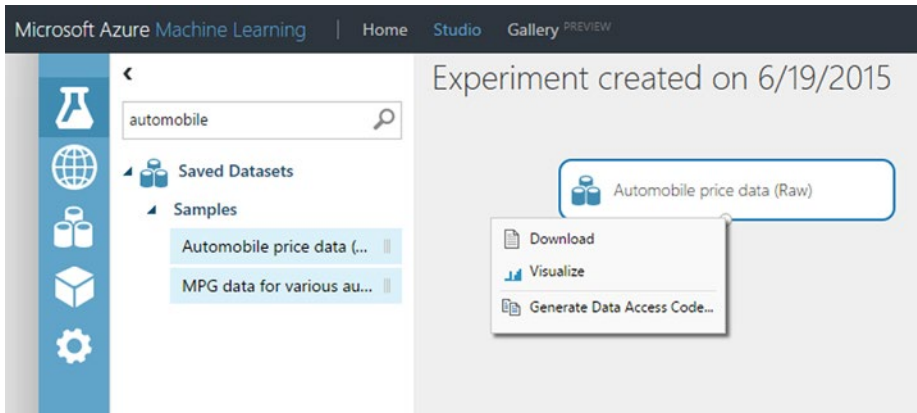 Microsoft Azure Machine Learning | Home Studio Gallery PREVIEW
Experiment created on 6/19/2015
automobile
Saved Datasets
Samples
Automobile price data (...
MPG data for various au...
Automobile price data (Raw)
Download
Visualize
Generate Data Access Code...